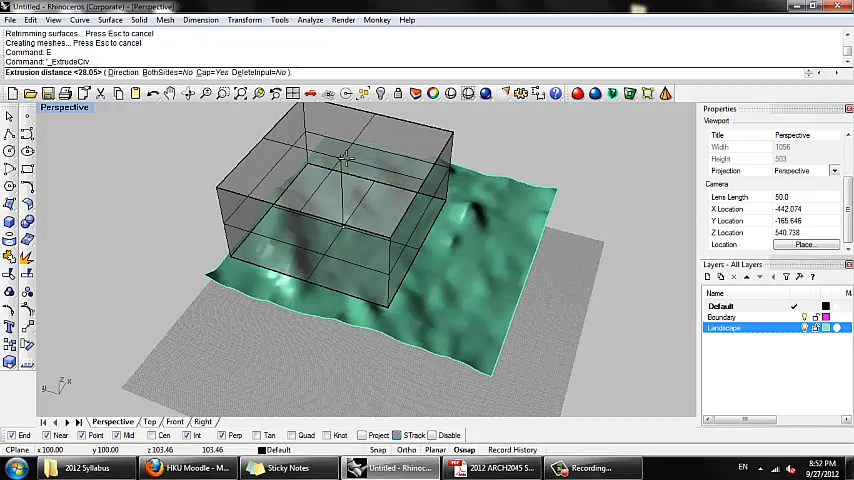 Untitled - Rhinoceros (Corporate) - [Perspective]
File Edit View Curve Surface Solid Mesh Dimension Transform Tools Analyze Render Monkey Help
Retrimming surfaces... Press Esc to cancel
Creating meshes... Press Esc to cancel
Command: E
Command: '_ExtrudeCrv
Extrusion distance <28.05> (Direction BothSides=No Cap=Yes DeleteInput=No):
Perspective
Properties
Viewport
Title Perspective
Width 1056
Height 503
Projection Perspective
Camera
Lens Length 50.0
X Location -442.074
Y Location -165.646
Z Location 540.738
Location Place...
Layers - All Layers
Name M
Default
Boundary
Landscape
z x
y
Perspective Top Front Right
End Near Point Mid Cen Int Perp Tan Quad Knot Project STrack Disable
CPlane x 100.00 y 100.00 z 103.46 103.46 Default Snap Ortho Planar Osnap Record History
2012 Syllabus HKU Moodle - M... Sticky Notes Untitled - Rhinoc... 2012 ARCH2045 S... Recording... EN 8:52 PM
9/27/2012